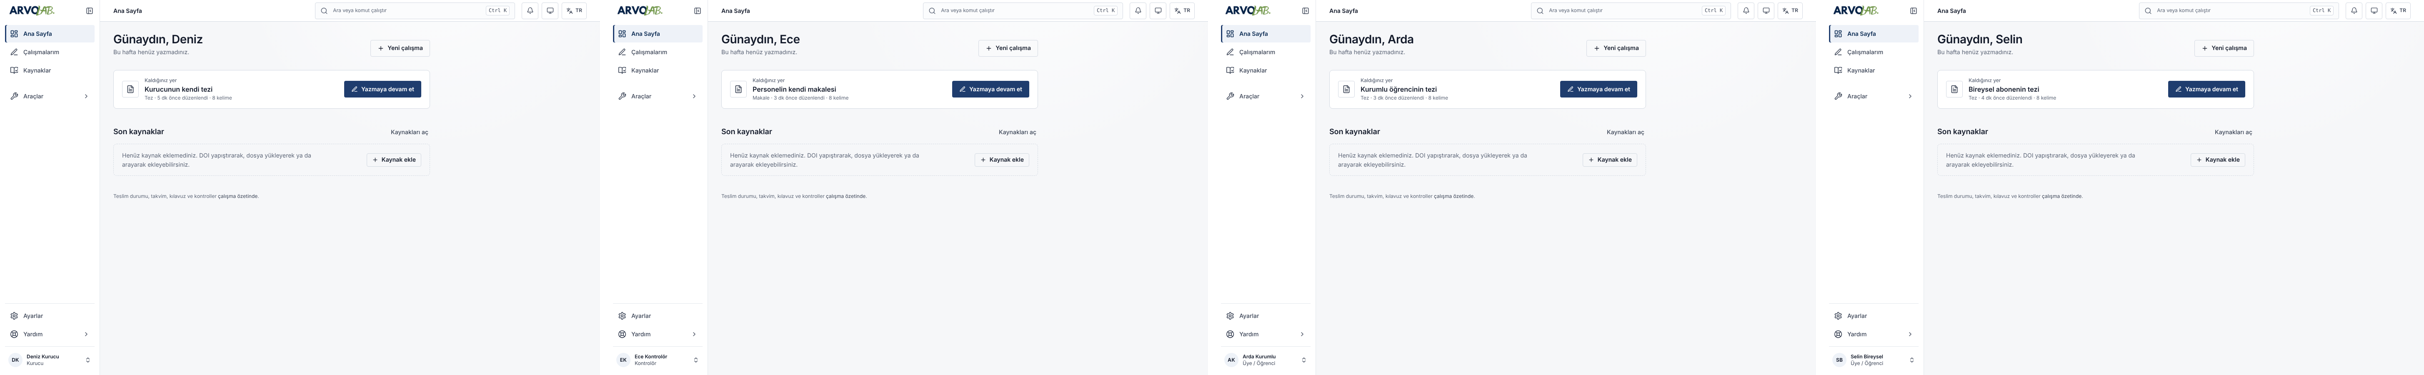 ARVOLAB.
Ana Sayfa
Çalışmalarım
Kaynaklar
Araçlar
Ayarlar
Yardım
DK
Deniz Kurucu
Kurucu
Ana Sayfa
Ara veya komut çalıştır
Ctrl K
TR
Günaydın, Deniz
Bu hafta henüz yazmadınız.
+ Yeni çalışma
Kaldığınız yer
Kurucunun kendi tezi
Tez · 5 dk önce düzenlendi · 8 kelime
Yazmaya devam et
Son kaynaklar
Kaynakları aç
Henüz kaynak eklemediniz. DOI yapıştırarak, dosya yükleyerek ya da
arayarak ekleyebilirsiniz.
+ Kaynak ekle
Teslim durumu, takvim, kılavuz ve kontroller çalışma özetinde.
ARVOLAB.
Ana Sayfa
Çalışmalarım
Kaynaklar
Araçlar
Ayarlar
Yardım
EK
Ece Kontrolör
Kontrolör
Ana Sayfa
Ara veya komut çalıştır
Ctrl K
TR
Günaydın, Ece
Bu hafta henüz yazmadınız.
+ Yeni çalışma
Kaldığınız yer
Personelin kendi makalesi
Makale · 3 dk önce düzenlendi · 8 kelime
Yazmaya devam et
Son kaynaklar
Kaynakları aç
Henüz kaynak eklemediniz. DOI yapıştırarak, dosya yükleyerek ya da
arayarak ekleyebilirsiniz.
+ Kaynak ekle
Teslim durumu, takvim, kılavuz ve kontroller çalışma özetinde.
ARVOLAB.
Ana Sayfa
Çalışmalarım
Kaynaklar
Araçlar
Ayarlar
Yardım
AK
Arda Kurumlu
Üye / Öğrenci
Ana Sayfa
Ara veya komut çalıştır
Ctrl K
TR
Günaydın, Arda
Bu hafta henüz yazmadınız.
+ Yeni çalışma
Kaldığınız yer
Kurumlu öğrencinin tezi
Tez · 3 dk önce düzenlendi · 8 kelime
Yazmaya devam et
Son kaynaklar
Kaynakları aç
Henüz kaynak eklemediniz. DOI yapıştırarak, dosya yükleyerek ya da
arayarak ekleyebilirsiniz.
+ Kaynak ekle
Teslim durumu, takvim, kılavuz ve kontroller çalışma özetinde.
ARVOLAB.
Ana Sayfa
Çalışmalarım
Kaynaklar
Araçlar
Ayarlar
Yardım
SB
Selin Bireysel
Üye / Öğrenci
Ana Sayfa
Ara veya komut çalıştır
Ctrl K
TR
Günaydın, Selin
Bu hafta henüz yazmadınız.
+ Yeni çalışma
Kaldığınız yer
Bireysel abonenin tezi
Tez · 4 dk önce düzenlendi · 8 kelime
Yazmaya devam et
Son kaynaklar
Kaynakları aç
Henüz kaynak eklemediniz. DOI yapıştırarak, dosya yükleyerek ya da
arayarak ekleyebilirsiniz.
+ Kaynak ekle
Teslim durumu, takvim, kılavuz ve kontroller çalışma özetinde.